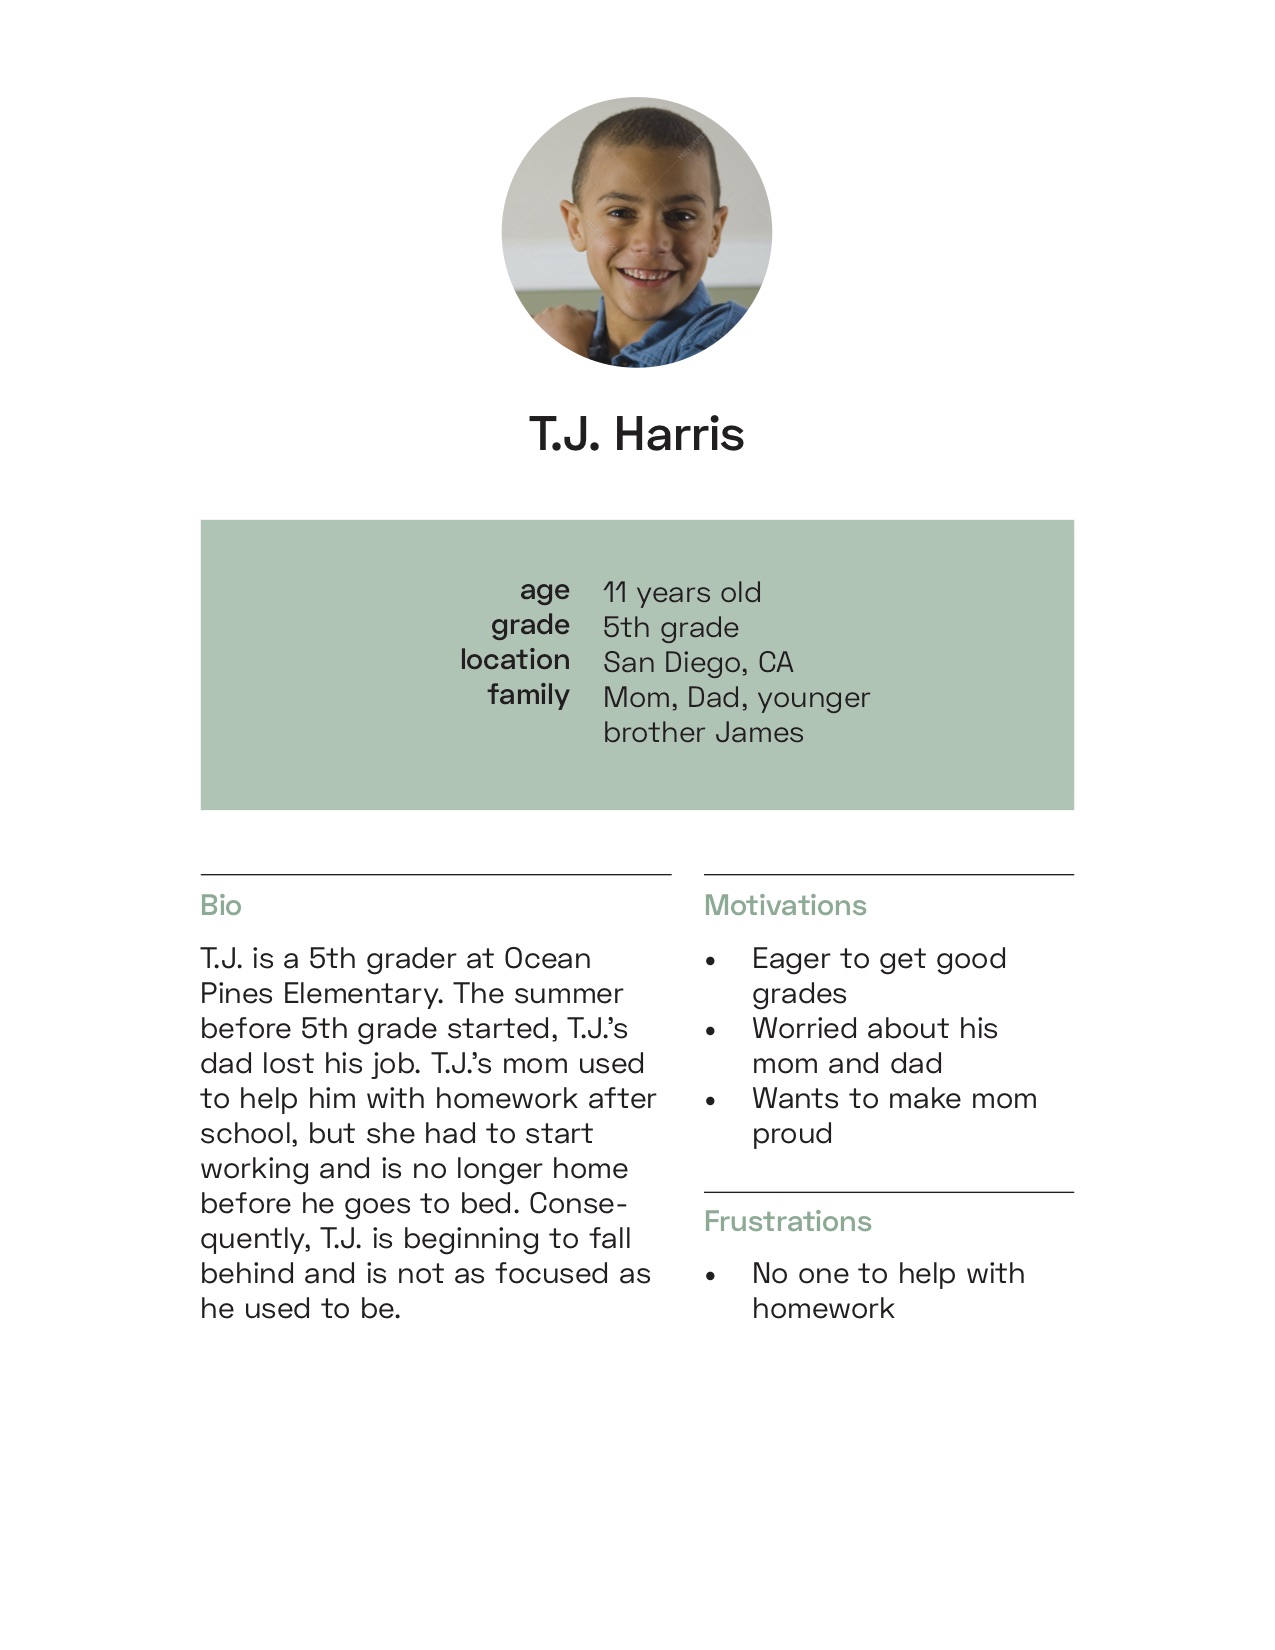 T.J. Harris
age
grade
location
family
11 years old
5th grade
San Diego, CA
Mom, Dad, younger
brother James
Bio
T.J. is a 5th grader at Ocean
Pines Elementary. The summer
before 5th grade started, T.J.’s
dad lost his job. T.J.’s mom used
to help him with homework after
school, but she had to start
working and is no longer home
before he goes to bed. Conse-
quently, T.J. is beginning to fall
behind and is not as focused as
he used to be.
Motivations
• Eager to get good
grades
• Worried about his
mom and dad
• Wants to make mom
proud
Frustrations
• No one to help with
homework